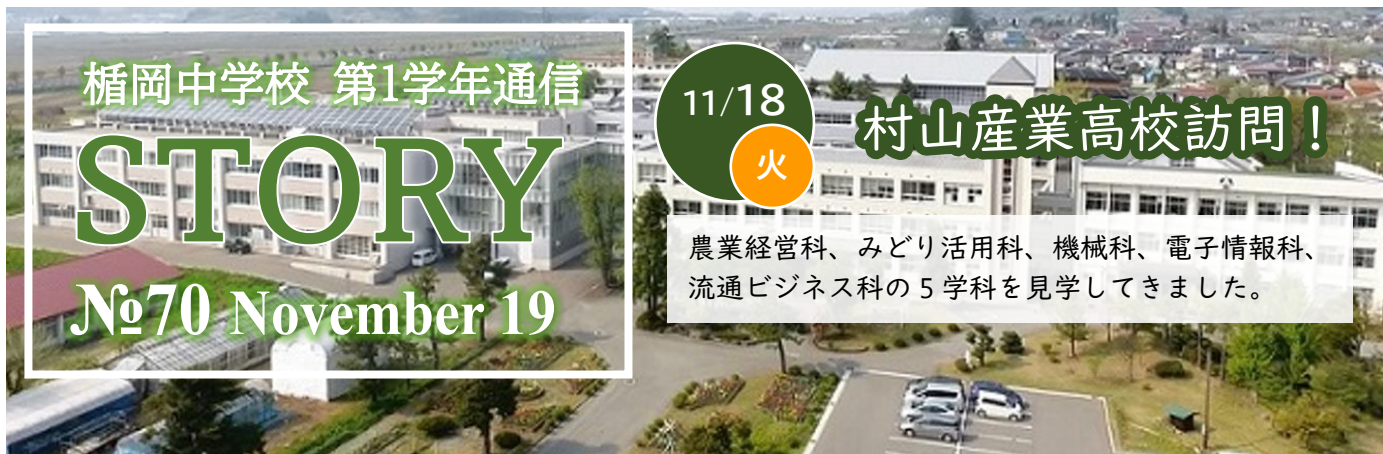 楯岡中学校 第1学年通信
STORY
№70 November 19
11/18
火
村山産業高校訪問！
農業経営科、みどり活用科、機械科、電子情報科、
流通ビジネス科の5学科を見学してきました。